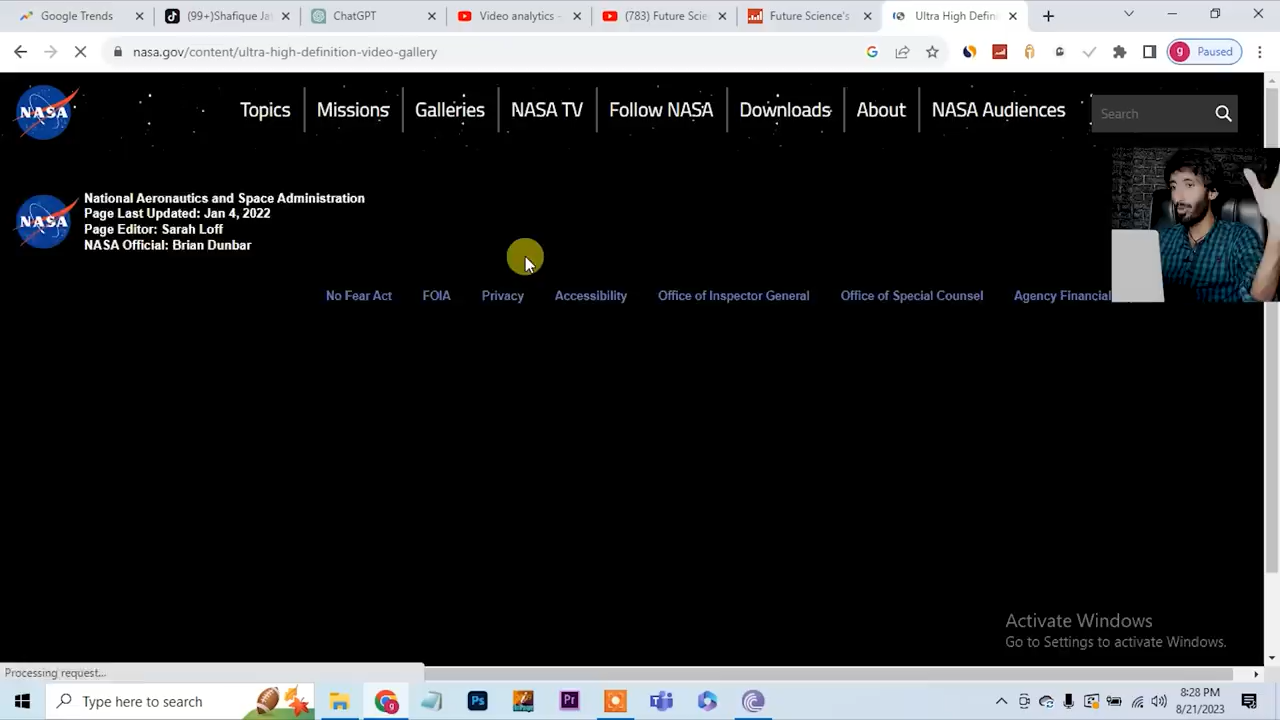 Google Trends
(99+)Shafique Ja
ChatGPT
Video analytics -
(783) Future Scien
Future Science's
Ultra High Defin
nasa.gov/content/ultra-high-definition-video-gallery
g Paused
NASA
Topics
Missions
Galleries
NASA TV
Follow NASA
Downloads
About
NASA Audiences
Search
NASA
National Aeronautics and Space Administration
Page Last Updated: Jan 4, 2022
Page Editor: Sarah Loff
NASA Official: Brian Dunbar
No Fear Act
FOIA
Privacy
Accessibility
Office of Inspector General
Office of Special Counsel
Agency Financial
Activate Windows
Go to Settings to activate Windows.
Processing request...
Type here to search
Ps
Pr
8:28 PM
8/21/2023